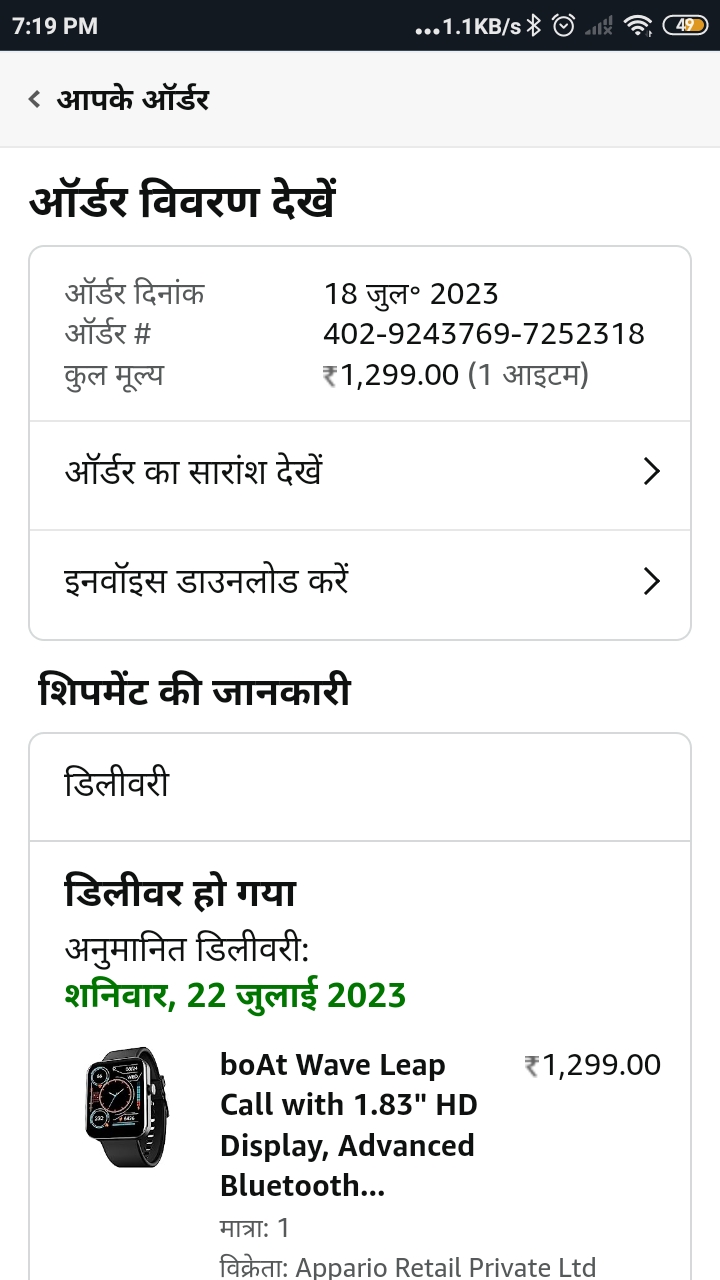 7:19 PM ...1.1KB/s 49
आपके ऑर्डर
ऑर्डर विवरण देखें
ऑर्डर दिनांक 18 जुल॰ 2023
ऑर्डर # 402-9243769-7252318
कुल मूल्य ₹1,299.00 (1 आइटम)
ऑर्डर का सारांश देखें
इनवॉइस डाउनलोड करें
शिपमेंट की जानकारी
डिलीवरी
डिलीवर हो गया
अनुमानित डिलीवरी:
शनिवार, 22 जुलाई 2023
boAt Wave Leap ₹1,299.00
Call with 1.83" HD
Display, Advanced
Bluetooth...
मात्रा: 1
विक्रेता: Appario Retail Private Ltd